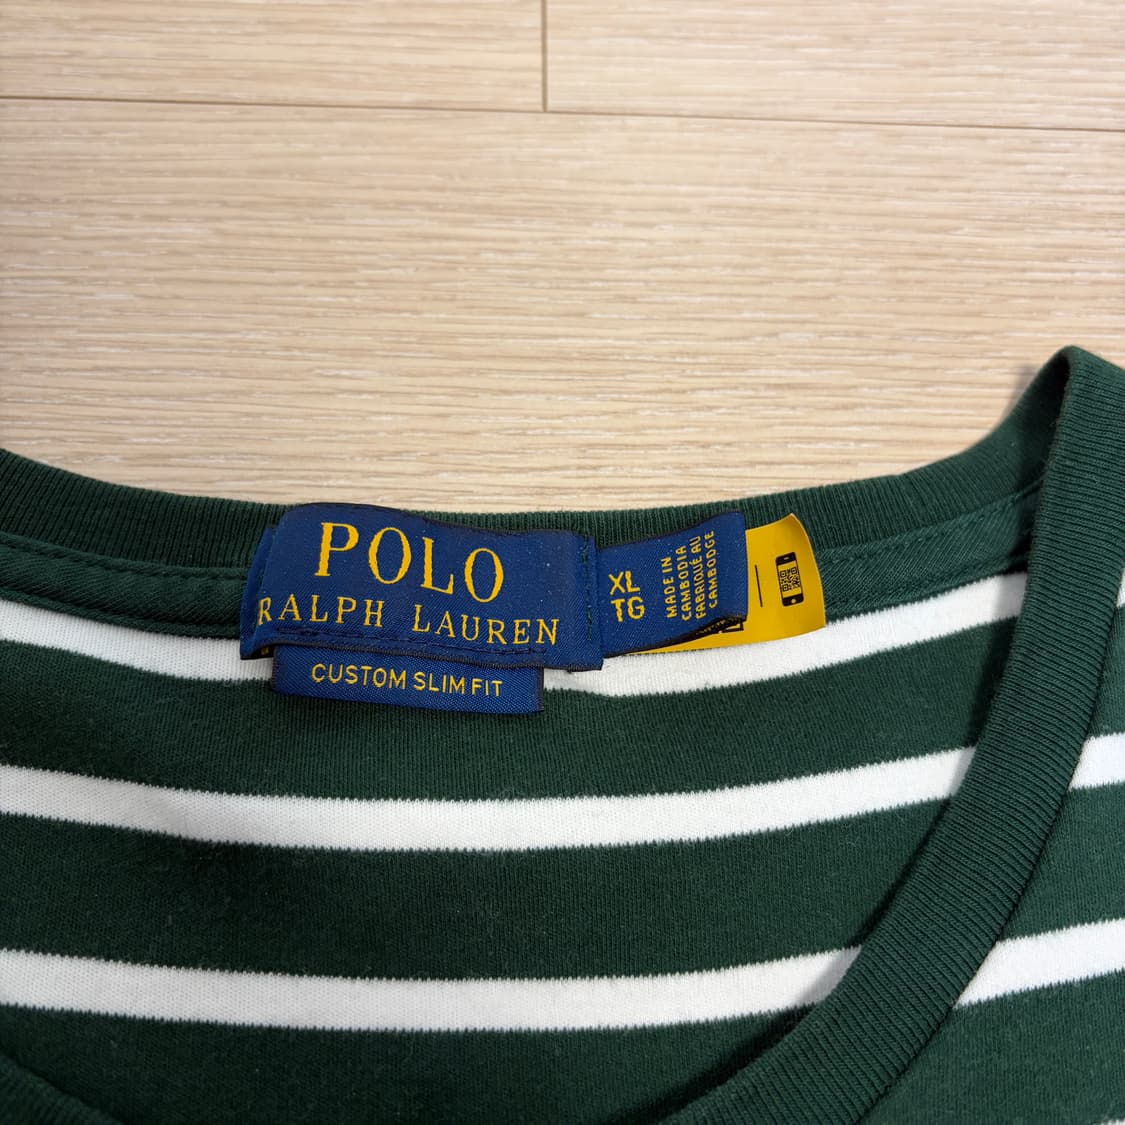 POLO
RALPH LAUREN
CUSTOM SLIM FIT
XL
TG
MADE IN
CAMBODIA
FABRIQUÉ AU
CAMBODGE